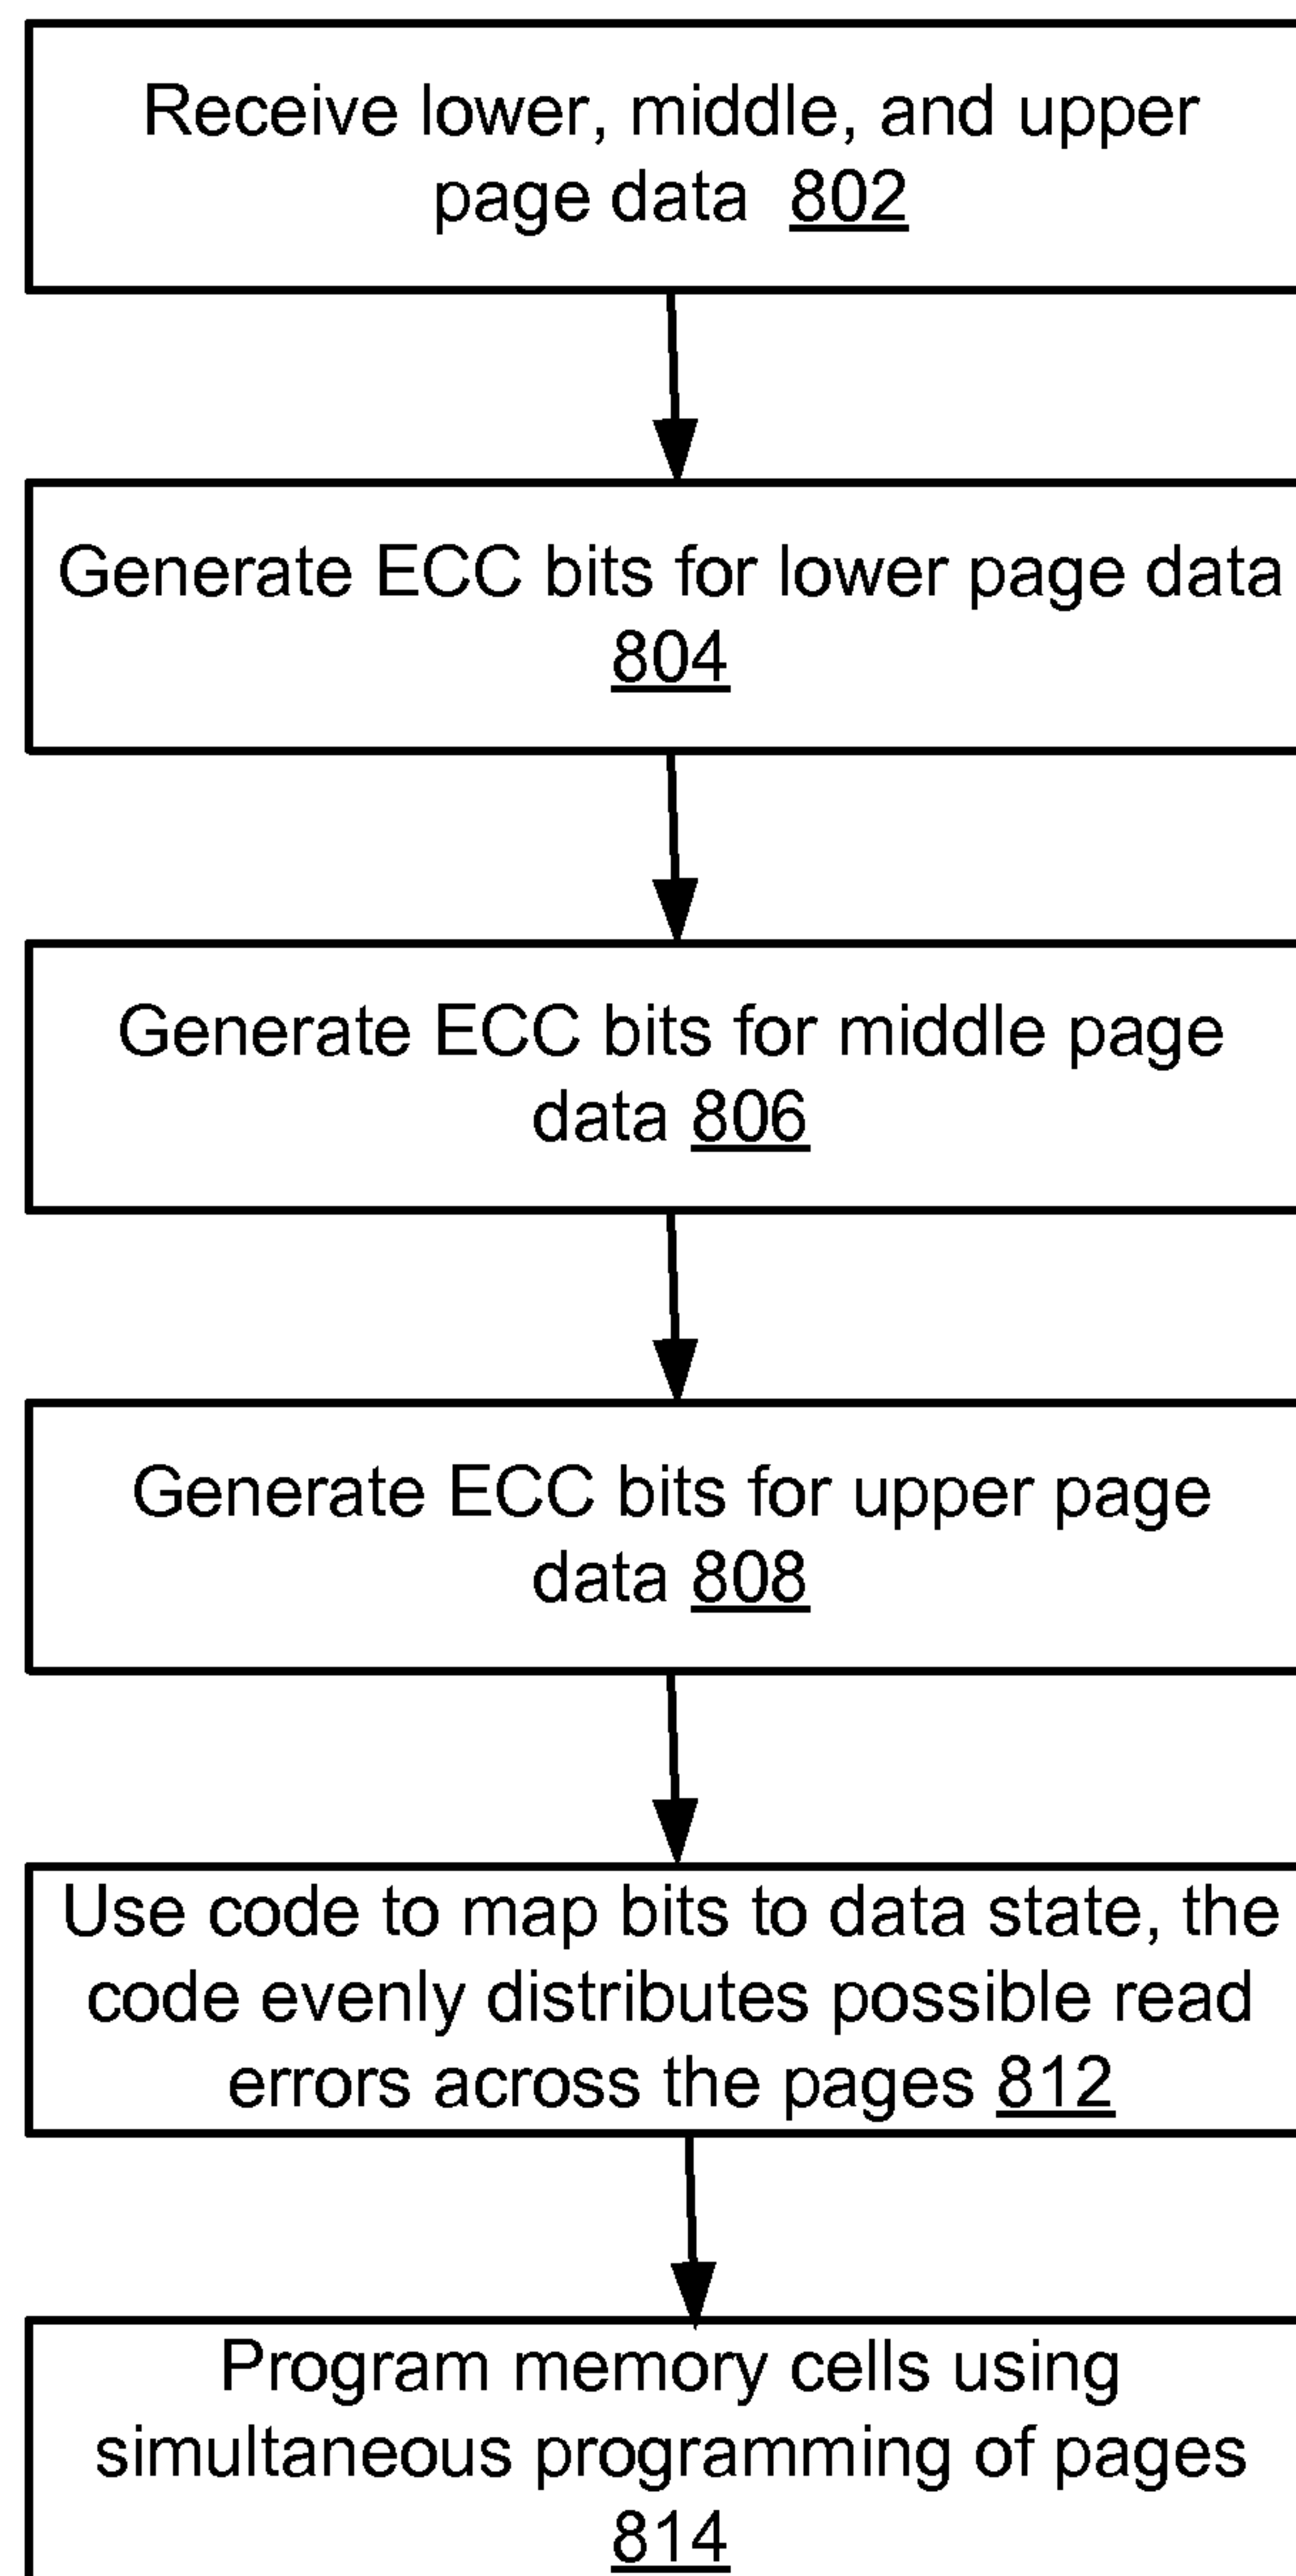 Receive lower, middle, and upper
page data 802
Generate ECC bits for lower page data
804
Generate ECC bits for middle page
data 806
Generate ECC bits for upper page
data 808
Use code to map bits to data state, the
code evenly distributes possible read
errors across the pages 812
Program memory cells using
simultaneous programming of pages
814